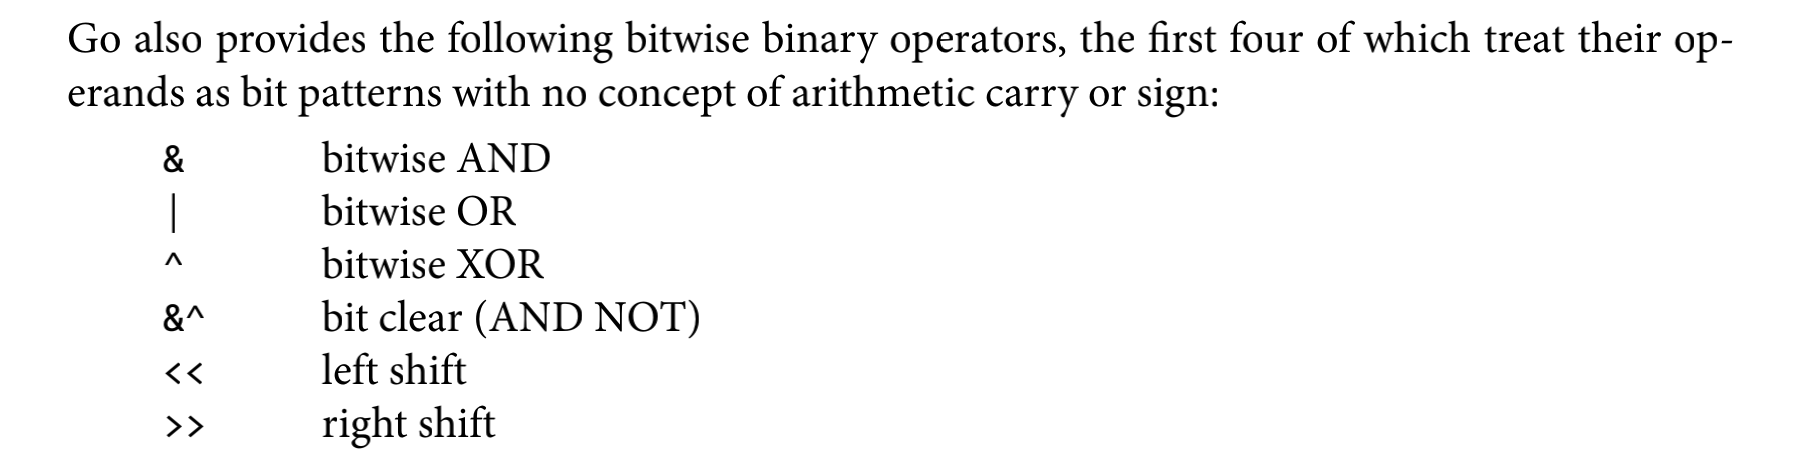 Go also provides the following bitwise binary operators, the first four of which treat their op-
erands as bit patterns with no concept of arithmetic carry or sign:
& bitwise AND
| bitwise OR
^ bitwise XOR
&^ bit clear (AND NOT)
<< left shift
>> right shift